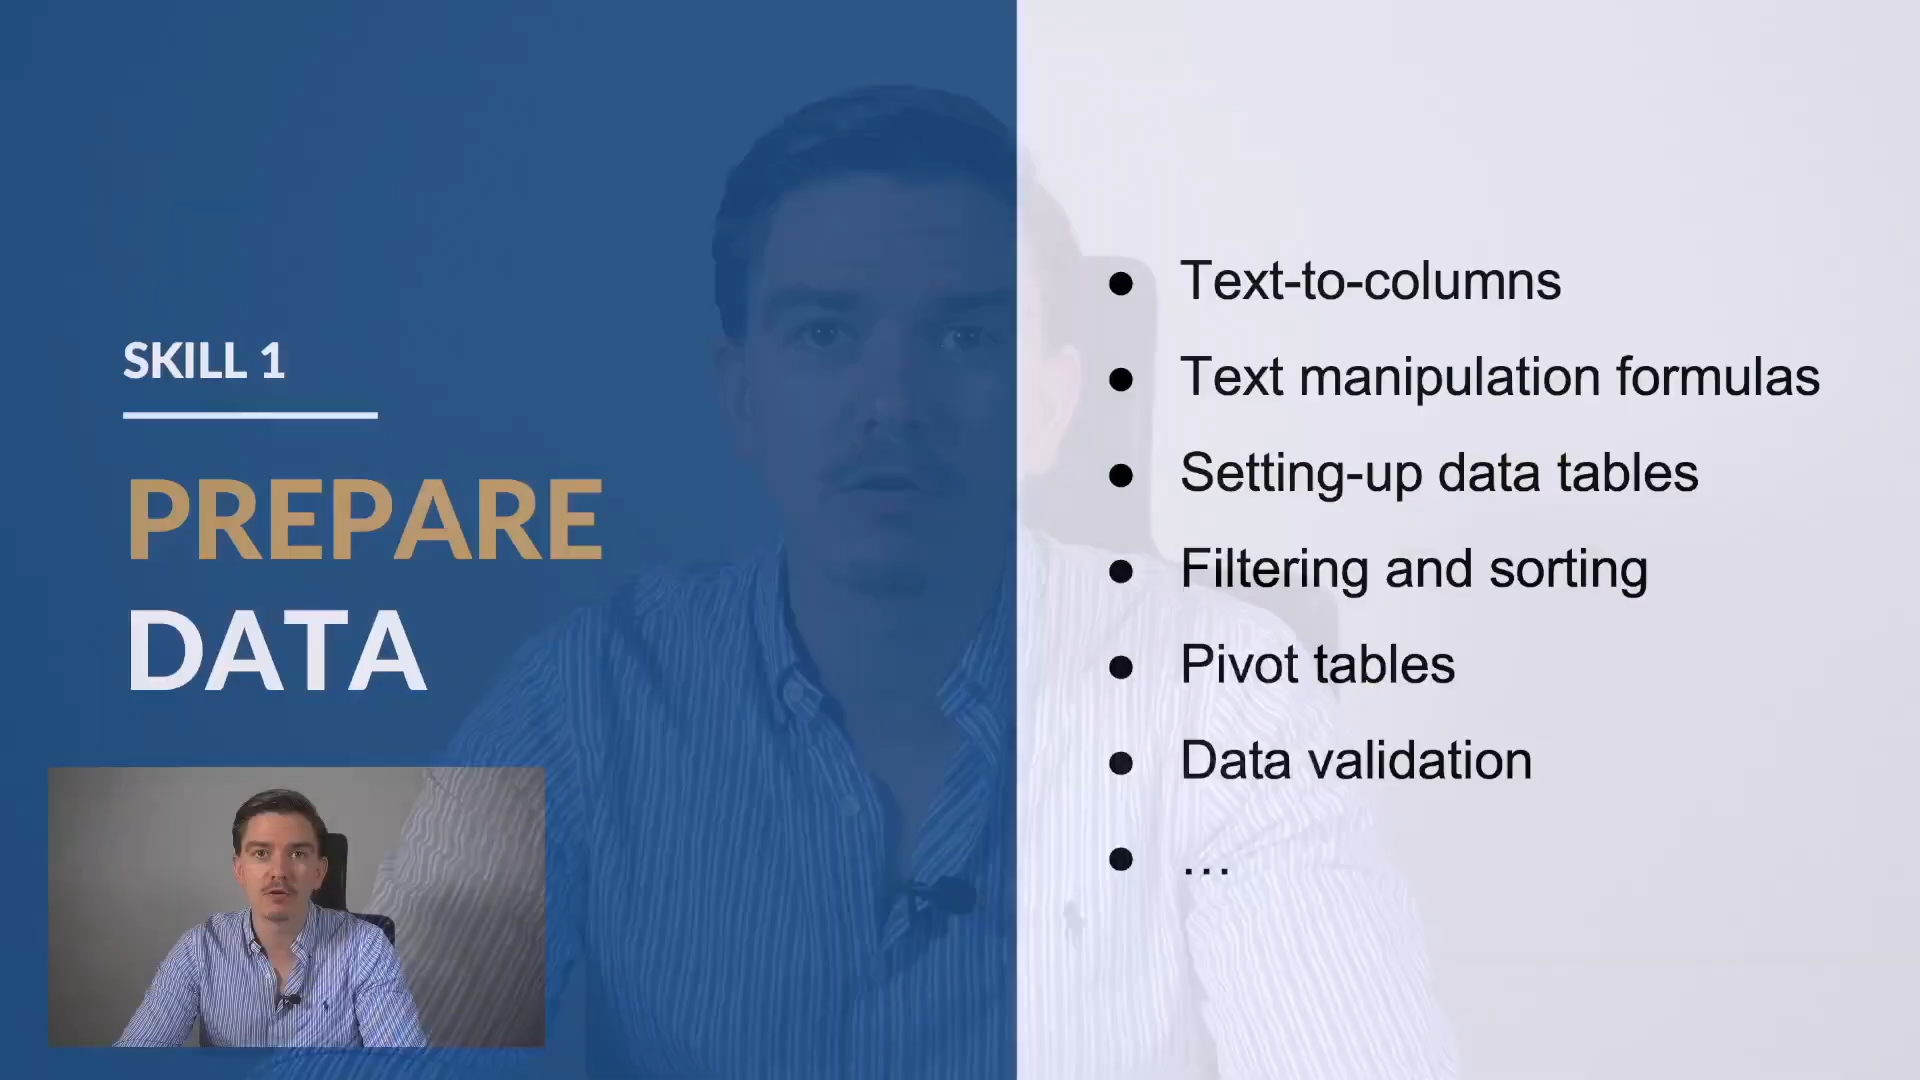 SKILL 1
PREPARE
DATA
● Text-to-columns
● Text manipulation formulas
● Setting-up data tables
● Filtering and sorting
● Pivot tables
● Data validation
● ...